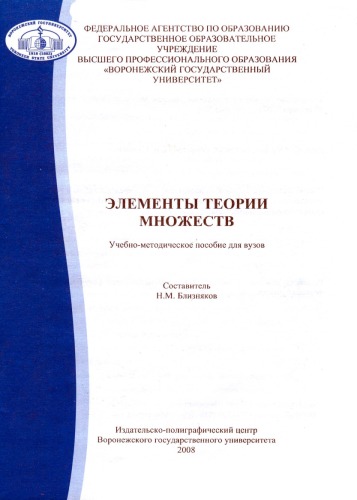 ФЕДЕРАЛЬНОЕ АГЕНТСТВО ПО ОБРАЗОВАНИЮ
ГОСУДАРСТВЕННОЕ ОБРАЗОВАТЕЛЬНОЕ
УЧРЕЖДЕНИЕ
ВЫСШЕГО ПРОФЕССИОНАЛЬНОГО ОБРАЗОВАНИЯ
«ВОРОНЕЖСКИЙ ГОСУДАРСТВЕННЫЙ
УНИВЕРСИТЕТ»
ЭЛЕМЕНТЫ ТЕОРИИ
МНОЖЕСТВ
Учебно-методическое пособие для вузов
Составитель
Н.М. Близняков
Издательско-полиграфический центр
Воронежского государственного университета
2008